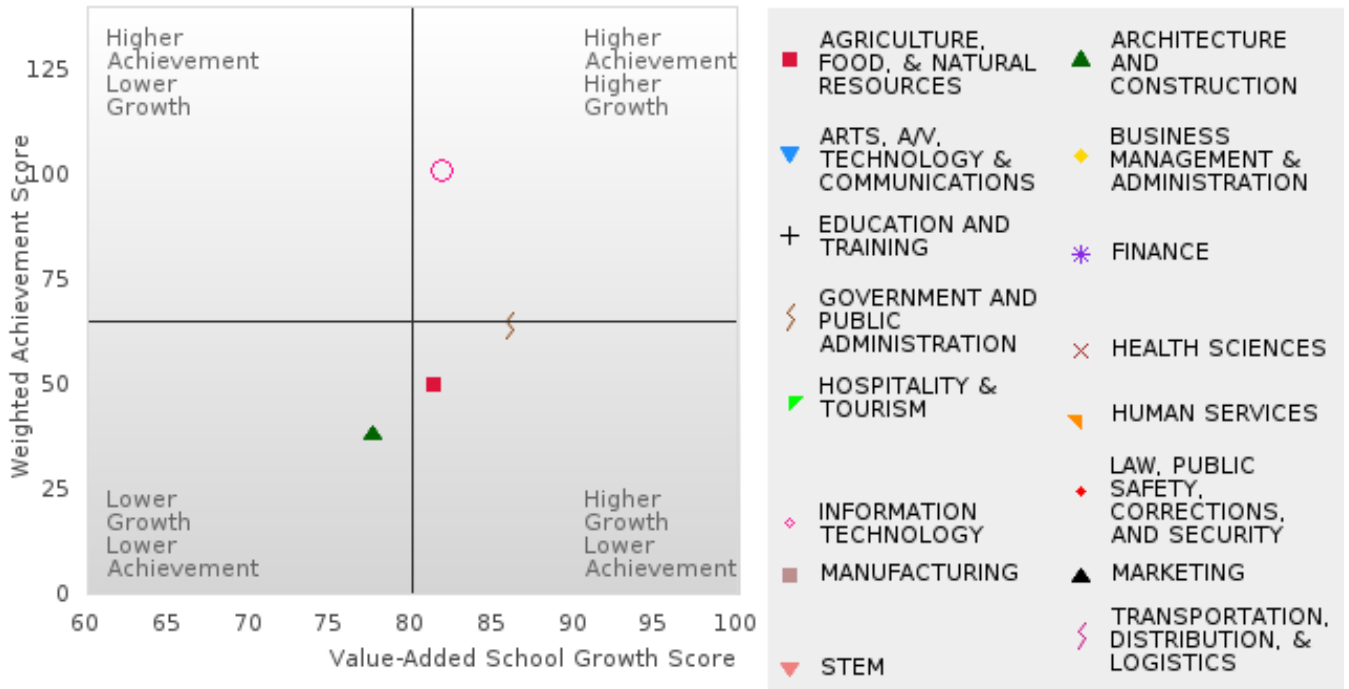 Higher
Achievement
Lower
Growth
Higher
Achievement
Higher
Growth
Lower
Growth
Lower
Achievement
Higher
Growth
Lower
Achievement
Weighted Achievement Score
125
100
75
50
25
0
60 65 70 75 80 85 90 95 100
Value-Added School Growth Score
AGRICULTURE,
FOOD, & NATURAL
RESOURCES
ARCHITECTURE
AND
CONSTRUCTION
ARTS, A/V,
TECHNOLOGY &
COMMUNICATIONS
BUSINESS
MANAGEMENT &
ADMINISTRATION
EDUCATION AND
TRAINING
FINANCE
GOVERNMENT AND
PUBLIC
ADMINISTRATION
HEALTH SCIENCES
HOSPITALITY &
TOURISM
HUMAN SERVICES
INFORMATION
TECHNOLOGY
LAW, PUBLIC
SAFETY,
CORRECTIONS,
AND SECURITY
MANUFACTURING
MARKETING
STEM
TRANSPORTATION,
DISTRIBUTION, &
LOGISTICS